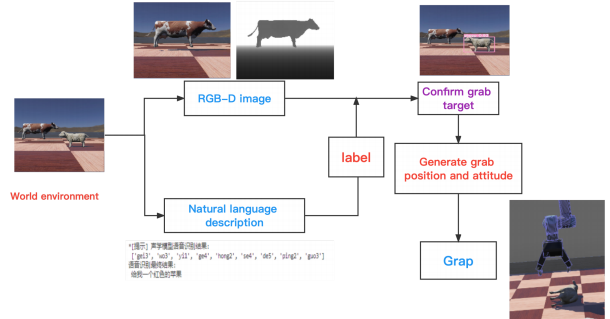 RGB-D image
Confirm grab
target
label
Generate grab
position and attitude
World environment
Natural language
description
*[提示] 声学模型语音识别结果:
['gei3', 'wo3', 'yi1', 'ge4', 'hong2', 'se4', 'de5', 'ping2', 'guo3']
语音识别最终结果:
给我一个红色的苹果
Grap